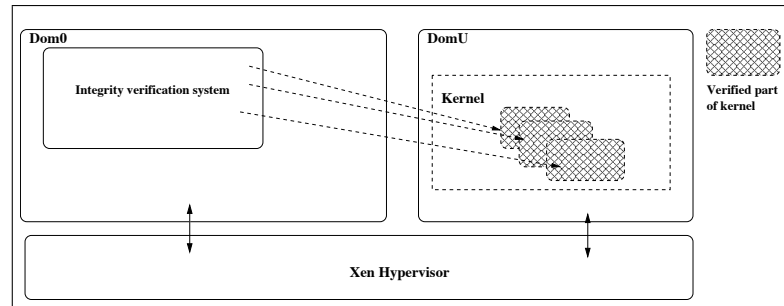 Dom0
DomU
Integrity verification system
Kernel
Verified part
of kernel
Xen Hypervisor